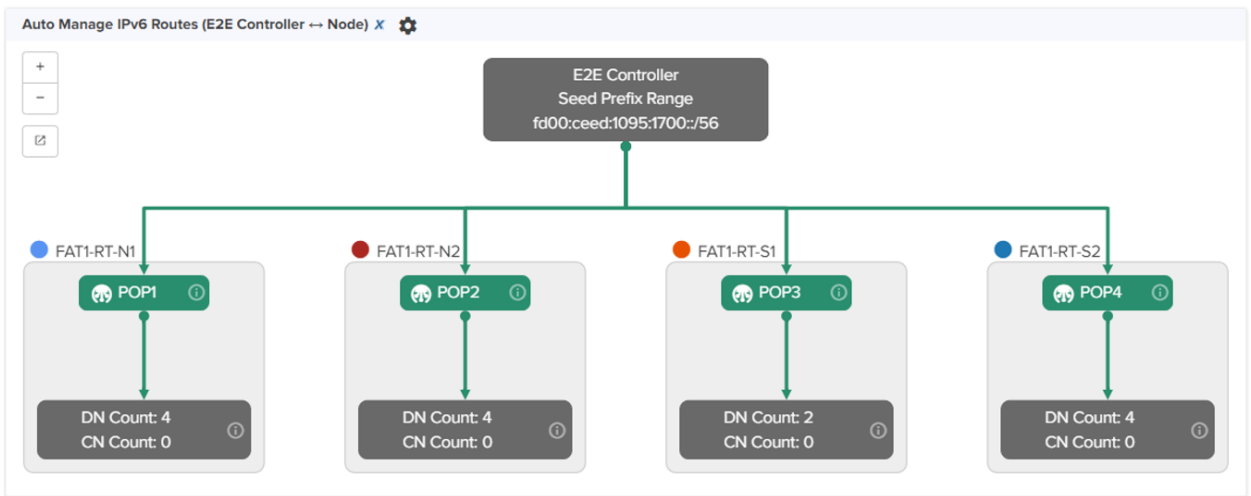 Auto Manage IPv6 Routes (E2E Controller ↔ Node) X
+
−
E2E Controller
Seed Prefix Range
fd00:ceed:1095:1700::/56
FAT1-RT-N1
FAT1-RT-N2
FAT1-RT-S1
FAT1-RT-S2
POP1
POP2
POP3
POP4
DN Count: 4
CN Count: 0
DN Count: 4
CN Count: 0
DN Count: 2
CN Count: 0
DN Count: 4
CN Count: 0